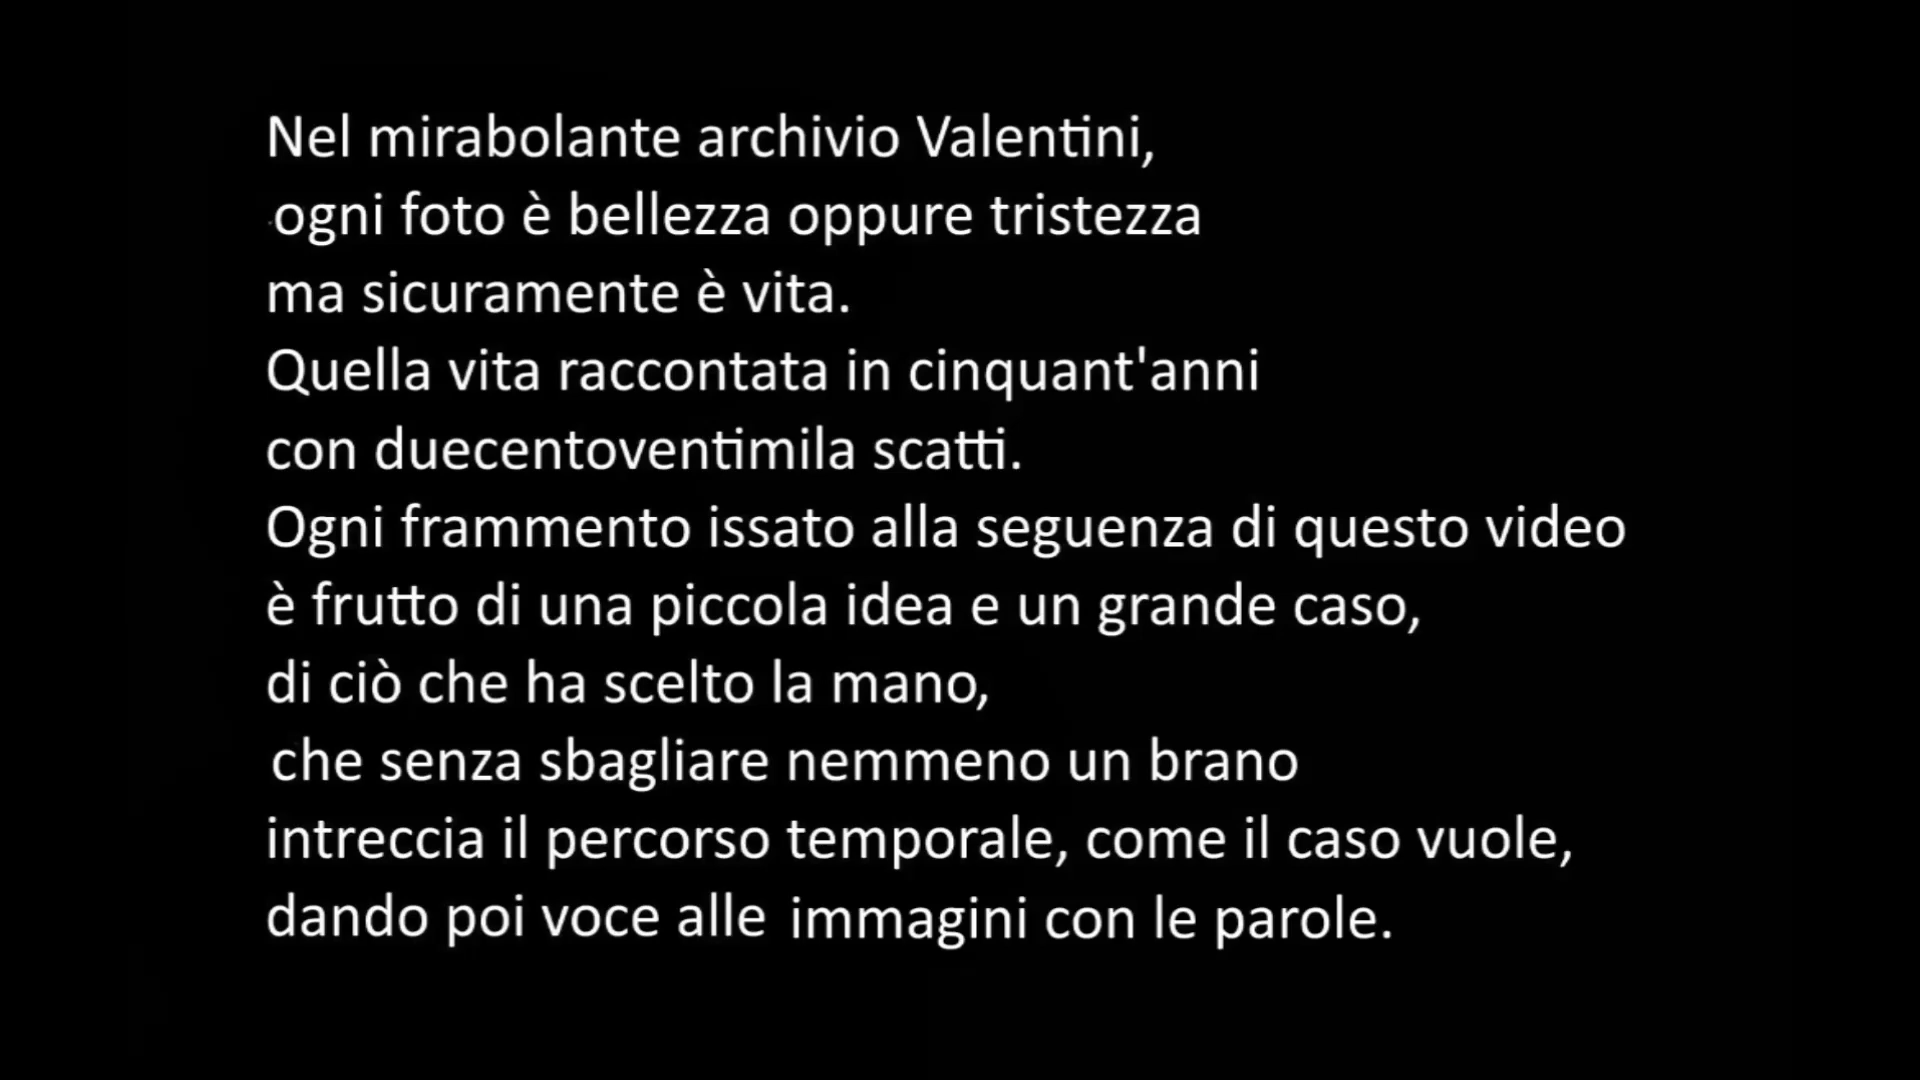 Nel mirabolante archivio Valentini,
ogni foto è bellezza oppure tristezza
ma sicuramente è vita.
Quella vita raccontata in cinquant'anni
con duecentoventimila scatti.
Ogni frammento issato alla seguenza di questo video
è frutto di una piccola idea e un grande caso,
di ciò che ha scelto la mano,
che senza sbagliare nemmeno un brano
intreccia il percorso temporale, come il caso vuole,
dando poi voce alle immagini con le parole.